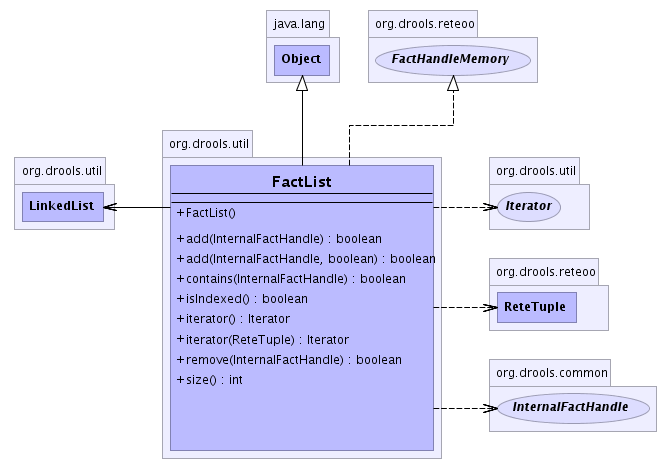 java.lang
Object
org.drools.reteoo
FactHandleMemory
org.drools.util
LinkedList
org.drools.util
FactList
+ FactList()
+ add(InternalFactHandle) : boolean
+ add(InternalFactHandle, boolean) : boolean
+ contains(InternalFactHandle) : boolean
+ isIndexed() : boolean
+ iterator() : Iterator
+ iterator(ReteTuple) : Iterator
+ remove(InternalFactHandle) : boolean
+ size() : int
org.drools.util
Iterator
org.drools.reteoo
ReteTuple
org.drools.common
InternalFactHandle